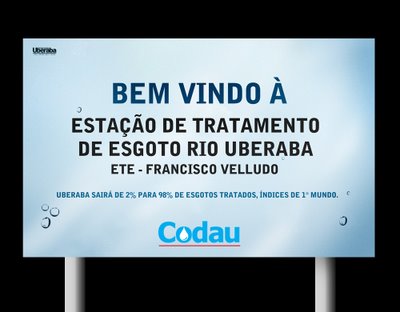 Uberaba
BEM VINDO À
ESTAÇÃO DE TRATAMENTO
DE ESGOTO RIO UBERABA
ETE - FRANCISCO VELLUDO
UBERABA SAIRÁ DE 2% PARA 98% DE ESGOTOS TRATADOS, ÍNDICES DE 1º MUNDO.
Codau